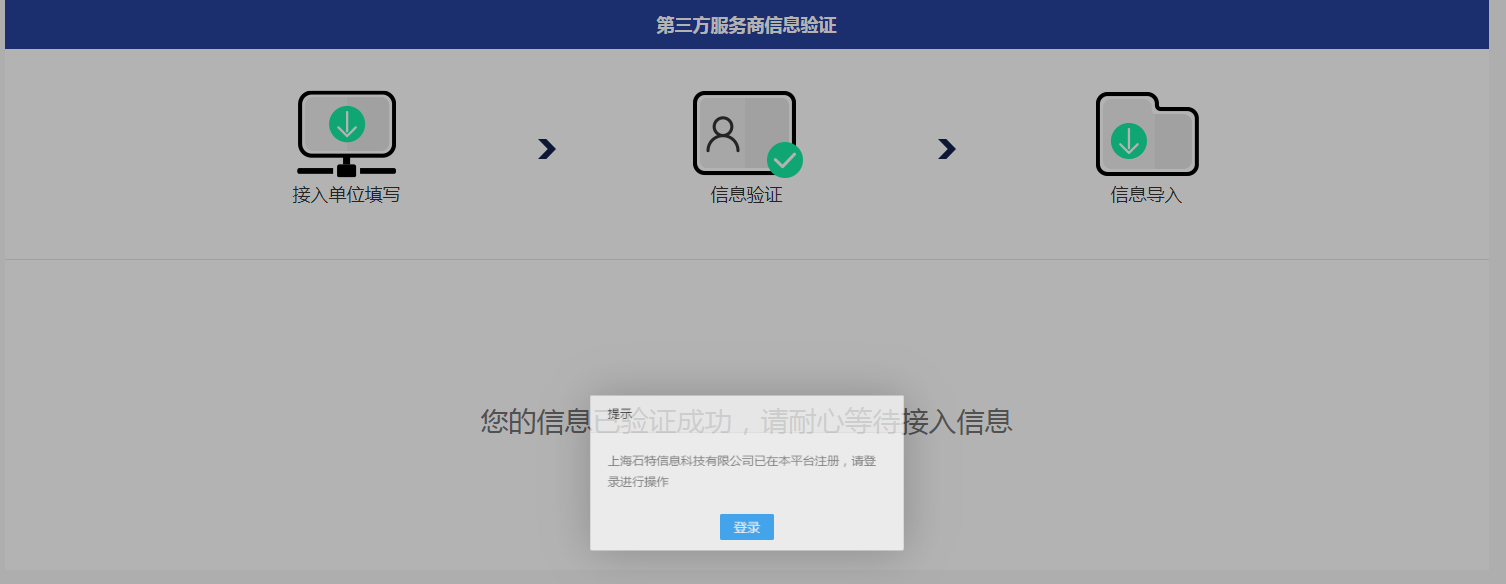 第三方服务商信息验证
接入单位填写
信息验证
信息导入
您的信息已验证成功，请耐心等待接入信息
提示
上海石特信息科技有限公司已在本平台注册，请登
录进行操作
登录